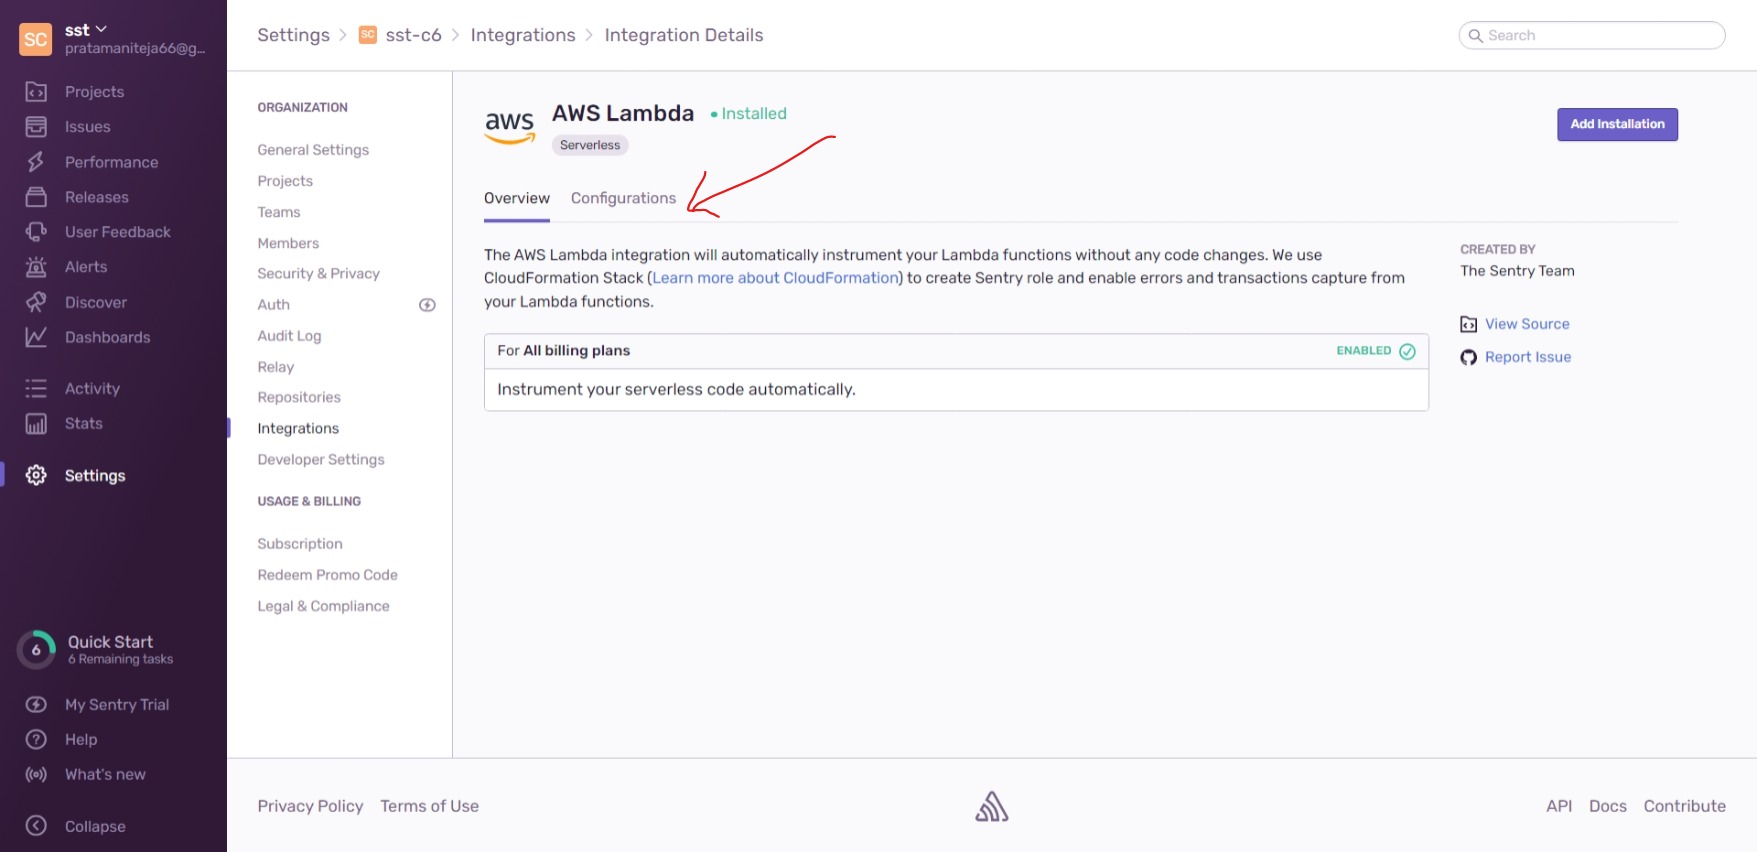 SC
sst
pratamaniteja66@g...
Projects
Issues
Performance
Releases
User Feedback
Alerts
Discover
Dashboards
Activity
Stats
Settings
6
Quick Start
6 Remaining tasks
My Sentry Trial
Help
What's new
Collapse
Settings > SC sst-c6 > Integrations > Integration Details
Search
ORGANIZATION
General Settings
Projects
Teams
Members
Security & Privacy
Auth
Audit Log
Relay
Repositories
Integrations
Developer Settings
USAGE & BILLING
Subscription
Redeem Promo Code
Legal & Compliance
aws
AWS Lambda • Installed
Serverless
Add Installation
Overview Configurations
The AWS Lambda integration will automatically instrument your Lambda functions without any code changes. We use
CloudFormation Stack (Learn more about CloudFormation) to create Sentry role and enable errors and transactions capture from
your Lambda functions.
For All billing plans ENABLED
Instrument your serverless code automatically.
CREATED BY
The Sentry Team
View Source
Report Issue
Privacy Policy Terms of Use
API Docs Contribute